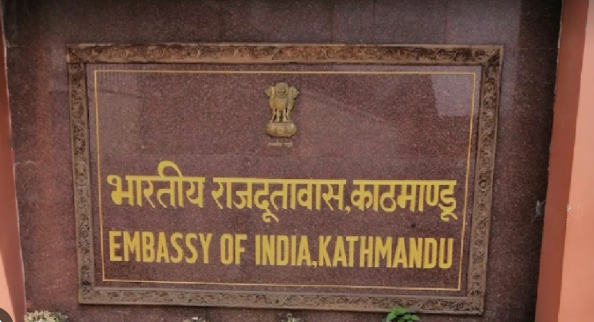 भारतीय राजदूतावास,काठमाण्डू
EMBASSY OF INDIA,KATHMANDU